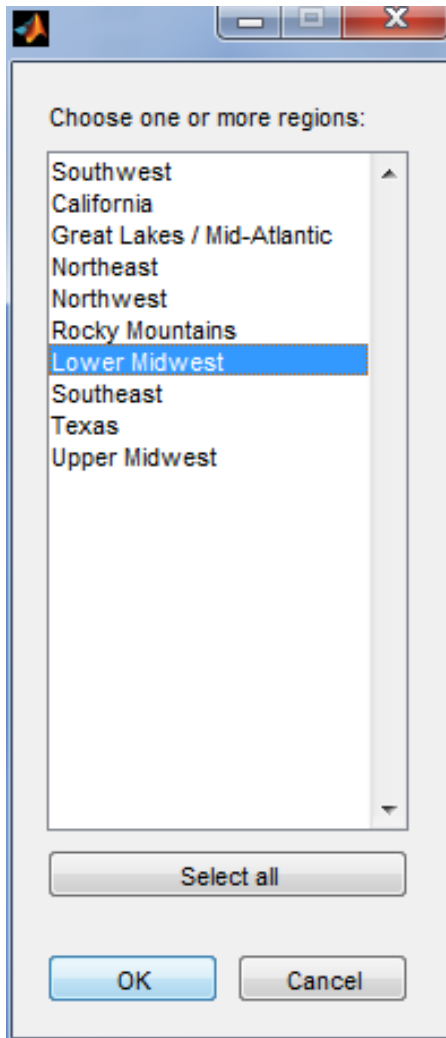 Choose one or more regions:
Southwest
California
Great Lakes / Mid-Atlantic
Northeast
Northwest
Rocky Mountains
Lower Midwest
Southeast
Texas
Upper Midwest
Select all
OK
Cancel